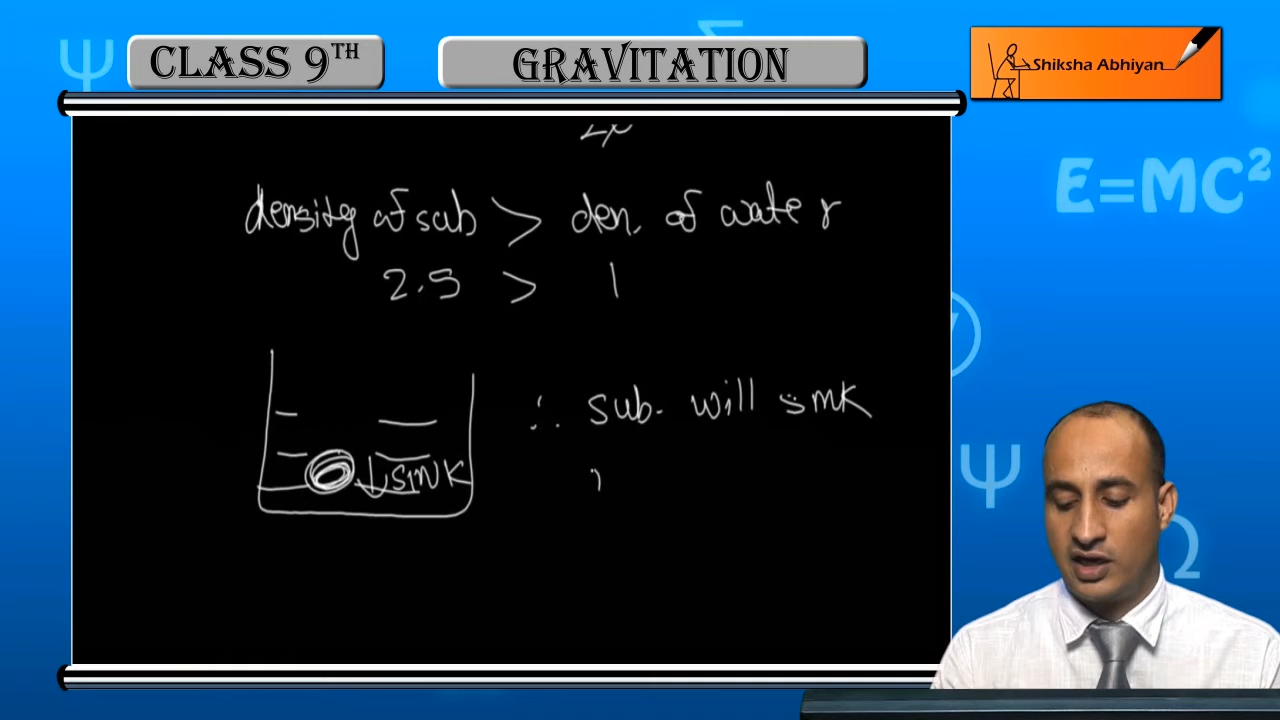 CLASS 9TH
GRAVITATION
Shiksha Abhiyan
density of sub > den. of water
2.5 > 1
∴ sub. will sink
↓ sink
E=MC²
Ψ
Ψ
Ω